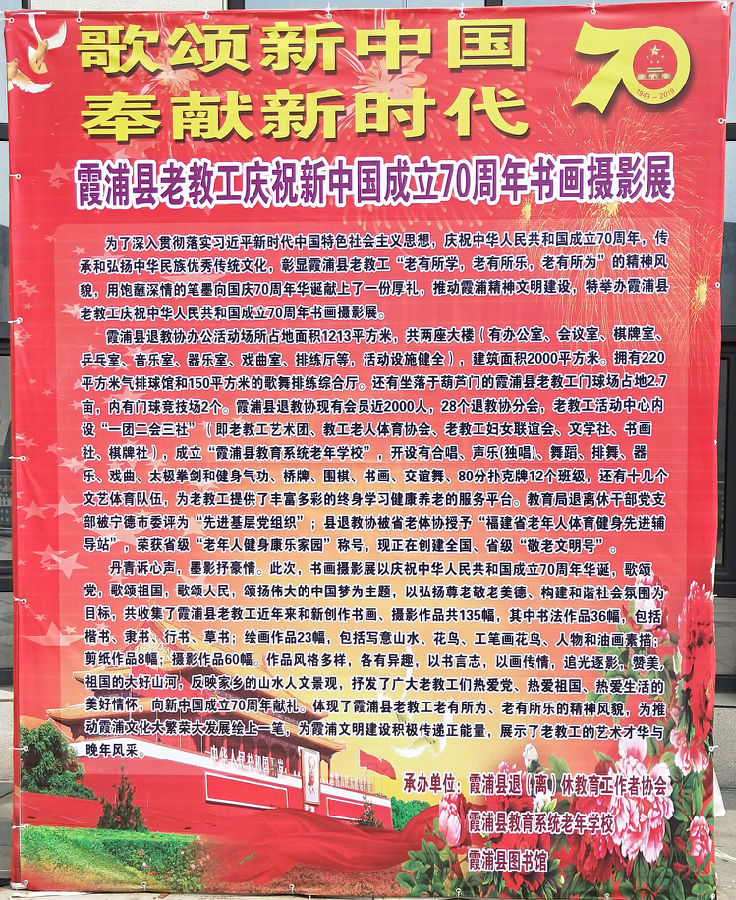 歌颂新中国
奉献新时代
70
1949-2019
霞浦县老教工庆祝新中国成立70周年书画摄影展
为了深入贯彻落实习近平新时代中国特色社会主义思想，庆祝中华人民共和国成立70周年，传
承和弘扬中华民族优秀传统文化，彰显霞浦县老教工“老有所学，老有所乐，老有所为”的精神风
貌，用饱蘸深情的笔墨向国庆70周年华诞献上了一份厚礼，推动霞浦精神文明建设，特举办霞浦县
老教工庆祝中华人民共和国成立70周年书画摄影展。
霞浦县退教协办公活动场所占地面积1213平方米，共两座大楼（有办公室、会议室、棋牌室、
乒乓室、音乐室、器乐室、戏曲室、排练厅等，活动设施健全），建筑面积2000平方米。拥有220
平方米气排球馆和150平方米的歌舞排练综合厅。还有坐落于葫芦门的霞浦县老教工门球场占地2.7
亩，内有门球竞技场2个。霞浦县退教协现有会员近2000人，28个退教协分会，老教工活动中心内
设“一团二会三社”（即老教工艺术团、教工老人体育协会、老教工妇女联谊会、文学社、书画
社、棋牌社），成立“霞浦县教育系统老年学校”，开设有合唱、声乐(独唱)、舞蹈、排舞、器
乐、戏曲、太极拳剑和健身气功、桥牌、围棋、书画、交谊舞、80分扑克牌12个班级，还有十几个
文艺体育队伍，为老教工提供了丰富多彩的终身学习健康养老的服务平台。教育局退离休干部党支
部被宁德市委评为“先进基层党组织”；县退教协被省老体协授予“福建省老年人体育健身先进辅
导站”，荣获省级“老年人健身康乐家园”称号，现正在创建全国、省级“敬老文明号”。
丹青诉心声，墨影抒豪情。此次，书画摄影展以庆祝中华人民共和国成立70周年华诞，歌颂
党，歌颂祖国，歌颂人民，颂扬伟大的中国梦为主题，以弘扬尊老敬老美德、构建和谐社会氛围为
目标，共收集了霞浦县老教工近年来和新创作书画、摄影作品共135幅，其中书法作品36幅，包括
楷书、隶书、行书、草书；绘画作品23幅，包括写意山水、花鸟、工笔画花鸟、人物和油画素描；
剪纸作品8幅；摄影作品60幅。作品风格多样，各有异趣，以书言志，以画传情，追光逐影，赞美
祖国的大好山河，反映家乡的山水人文景观，抒发了广大老教工们热爱党、热爱祖国、热爱生活的
美好情怀，向新中国成立70周年献礼。体现了霞浦县老教工老有所为、老有所乐的精神风貌，为推
动霞浦文化大繁荣大发展绘上一笔，为霞浦文明建设积极传递正能量，展示了老教工的艺术才华与
晚年风采。
承办单位：霞浦县退（离）休教育工作者协会
霞浦县教育系统老年学校
霞浦县图书馆